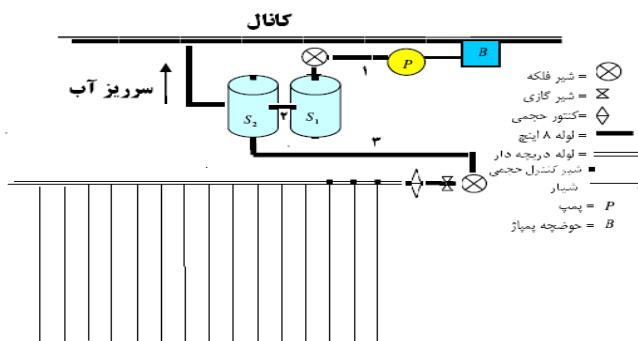 کانال
B
P
۱
سرریز آب
S₂
۲
S₁
۳
= شیر فلکه
= شیر گازی
=کنتور حجمی
= لوله ۸ اینچ
= لوله دریچه دار
شیر کنترل حجمی
شیار
P = پمپ
B = حوضچه پمپاژ